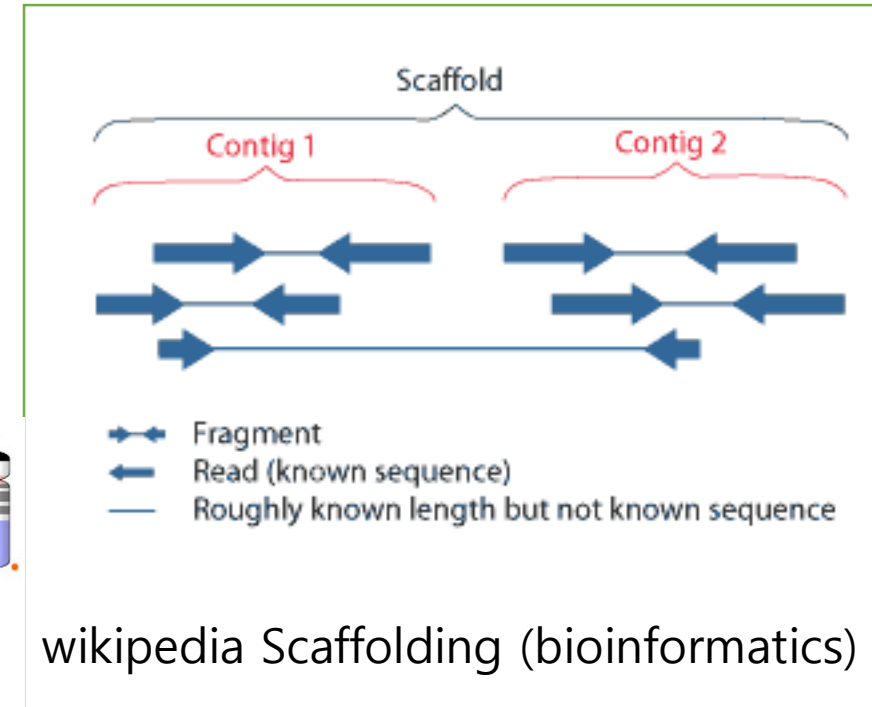 Scaffold
Contig 1 Contig 2
Fragment
Read (known sequence)
Roughly known length but not known sequence
wikipedia Scaffolding (bioinformatics)